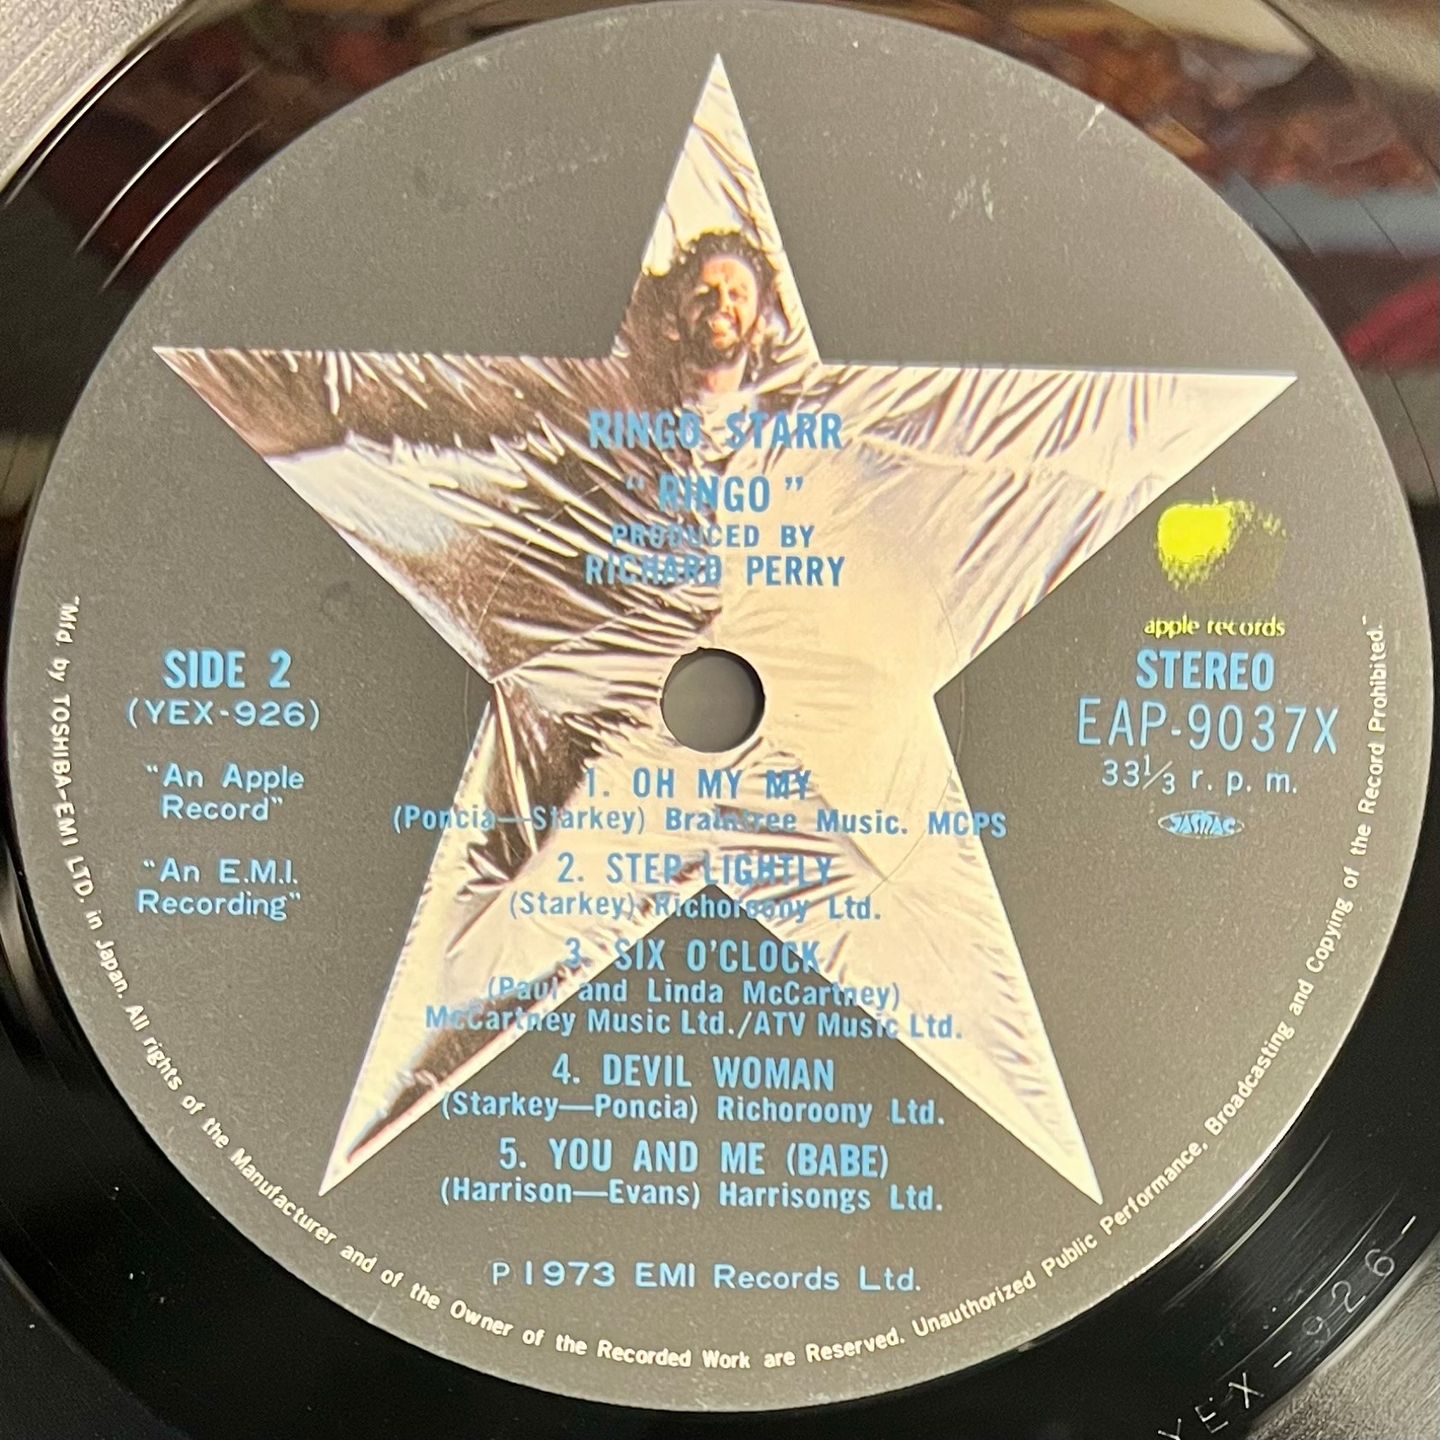 RINGO STARR
"RINGO"
PRODUCED BY
RICHARD PERRY
apple records
SIDE 2
(YEX-926)
"An Apple
Record"
"An E.M.I.
Recording"
STEREO
EAP-9037X
33 1/3 r. p. m.
JASRAC
1. OH MY MY
(Poncia—Starkey) Braintree Music. MCPS
2. STEP LIGHTLY
(Starkey) Richoroony Ltd.
3. SIX O'CLOCK
(Paul and Linda McCartney)
McCartney Music Ltd./ATV Music Ltd.
4. DEVIL WOMAN
(Starkey—Poncia) Richoroony Ltd.
5. YOU AND ME (BABE)
(Harrison—Evans) Harrisongs Ltd.
P 1973 EMI Records Ltd.
"Mfd. by TOSHIBA-EMI LTD. in Japan. All rights of the Manufacturer and of the Owner of the Recorded Work are Reserved. Unauthorized Public Performance, Broadcasting and Copying of the Record Prohibited."
YEX-926-